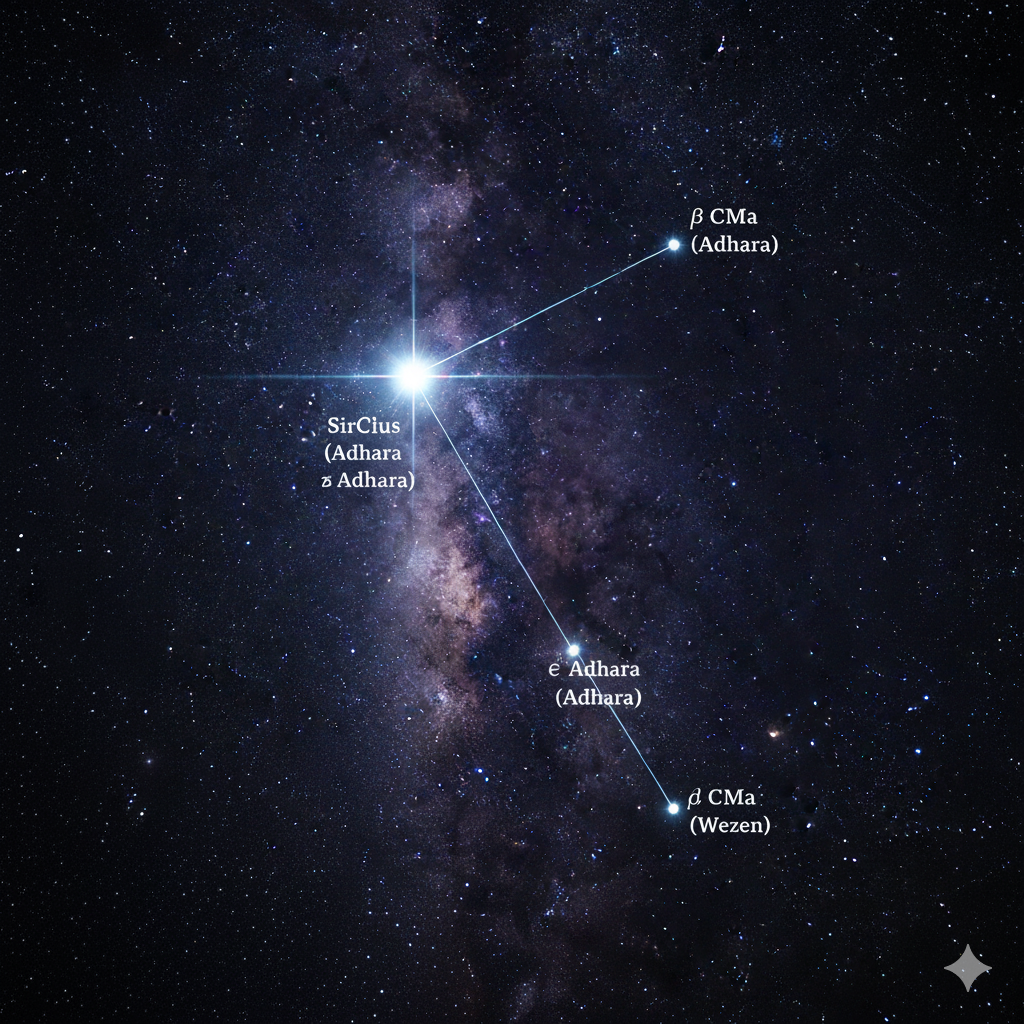 β CMa
(Adhara)
SirCius
(Adhara
ꜿ Adhara)
є Adhara
(Adhara)
β CMa
(Wezen)